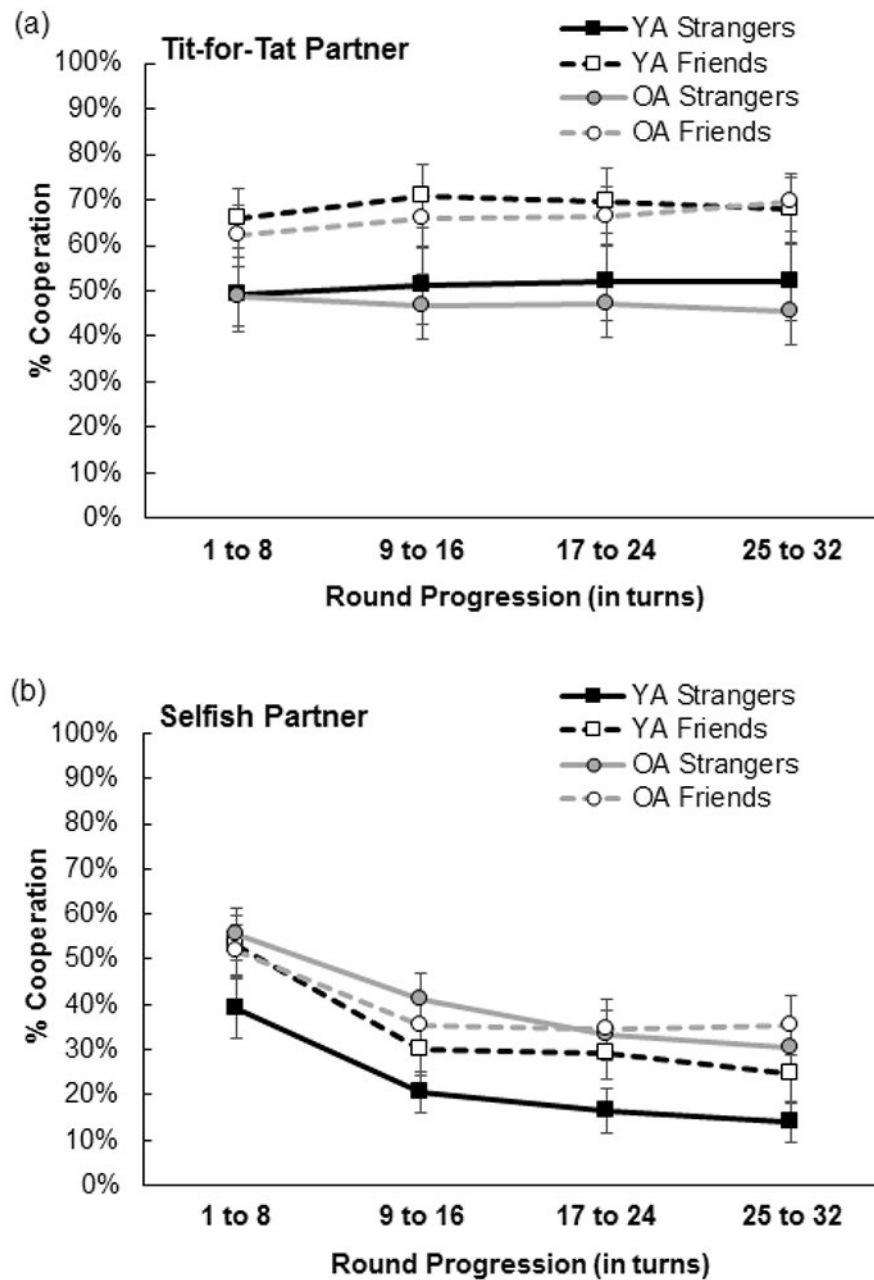 (a)
Tit-for-Tat Partner
YA Strangers
YA Friends
OA Strangers
OA Friends
100%
90%
80%
70%
60%
50%
40%
30%
20%
10%
0%
% Cooperation
1 to 8 9 to 16 17 to 24 25 to 32
Round Progression (in turns)
(b)
Selfish Partner
YA Strangers
YA Friends
OA Strangers
OA Friends
100%
90%
80%
70%
60%
50%
40%
30%
20%
10%
0%
% Cooperation
1 to 8 9 to 16 17 to 24 25 to 32
Round Progression (in turns)